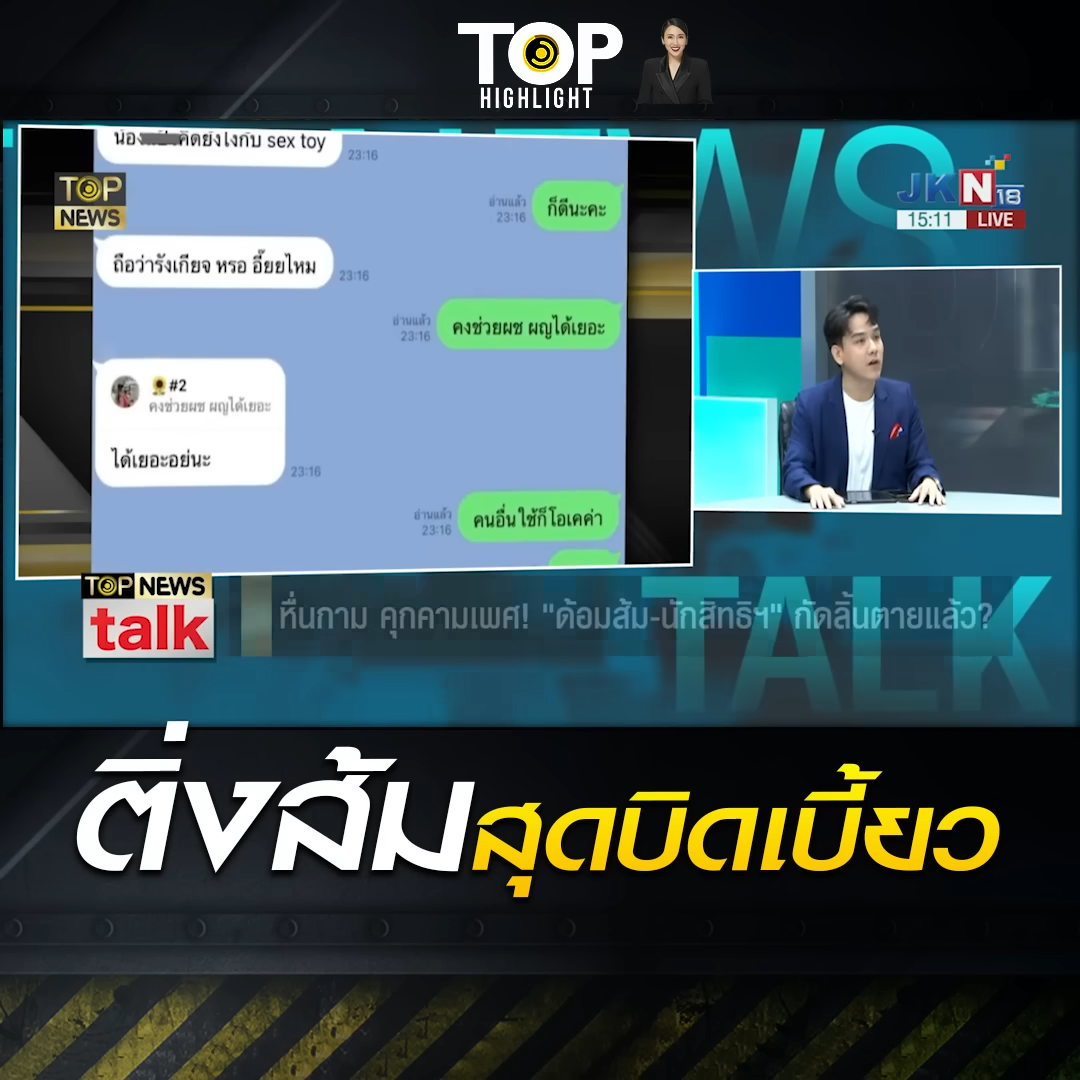 TOP
HIGHLIGHT
คิดยังไงกับ sex toy
23:16
TOP
NEWS
JKN18
15:11 LIVE
อ่านแล้ว
23:16
ก็ดีนะคะ
ถือว่ารังเกียจ หรอ อี๊ยยไหม
23:16
อ่านแล้ว
23:16
คงช่วยผช ผญได้เยอะ
#2
คงช่วยผช ผญได้เยอะ
ได้เยอะอย่นะ
23:16
อ่านแล้ว
23:16
คนอื่นใช้ก็โอเคค่า
TOP NEWS
talk
หื่นกาม คุกคามเพศ! "ด้อมส้ม-นักสิทธิฯ" กัดลิ้นตายแล้ว?
TALK
ติ่งส้มสุดบิดเบี้ยว